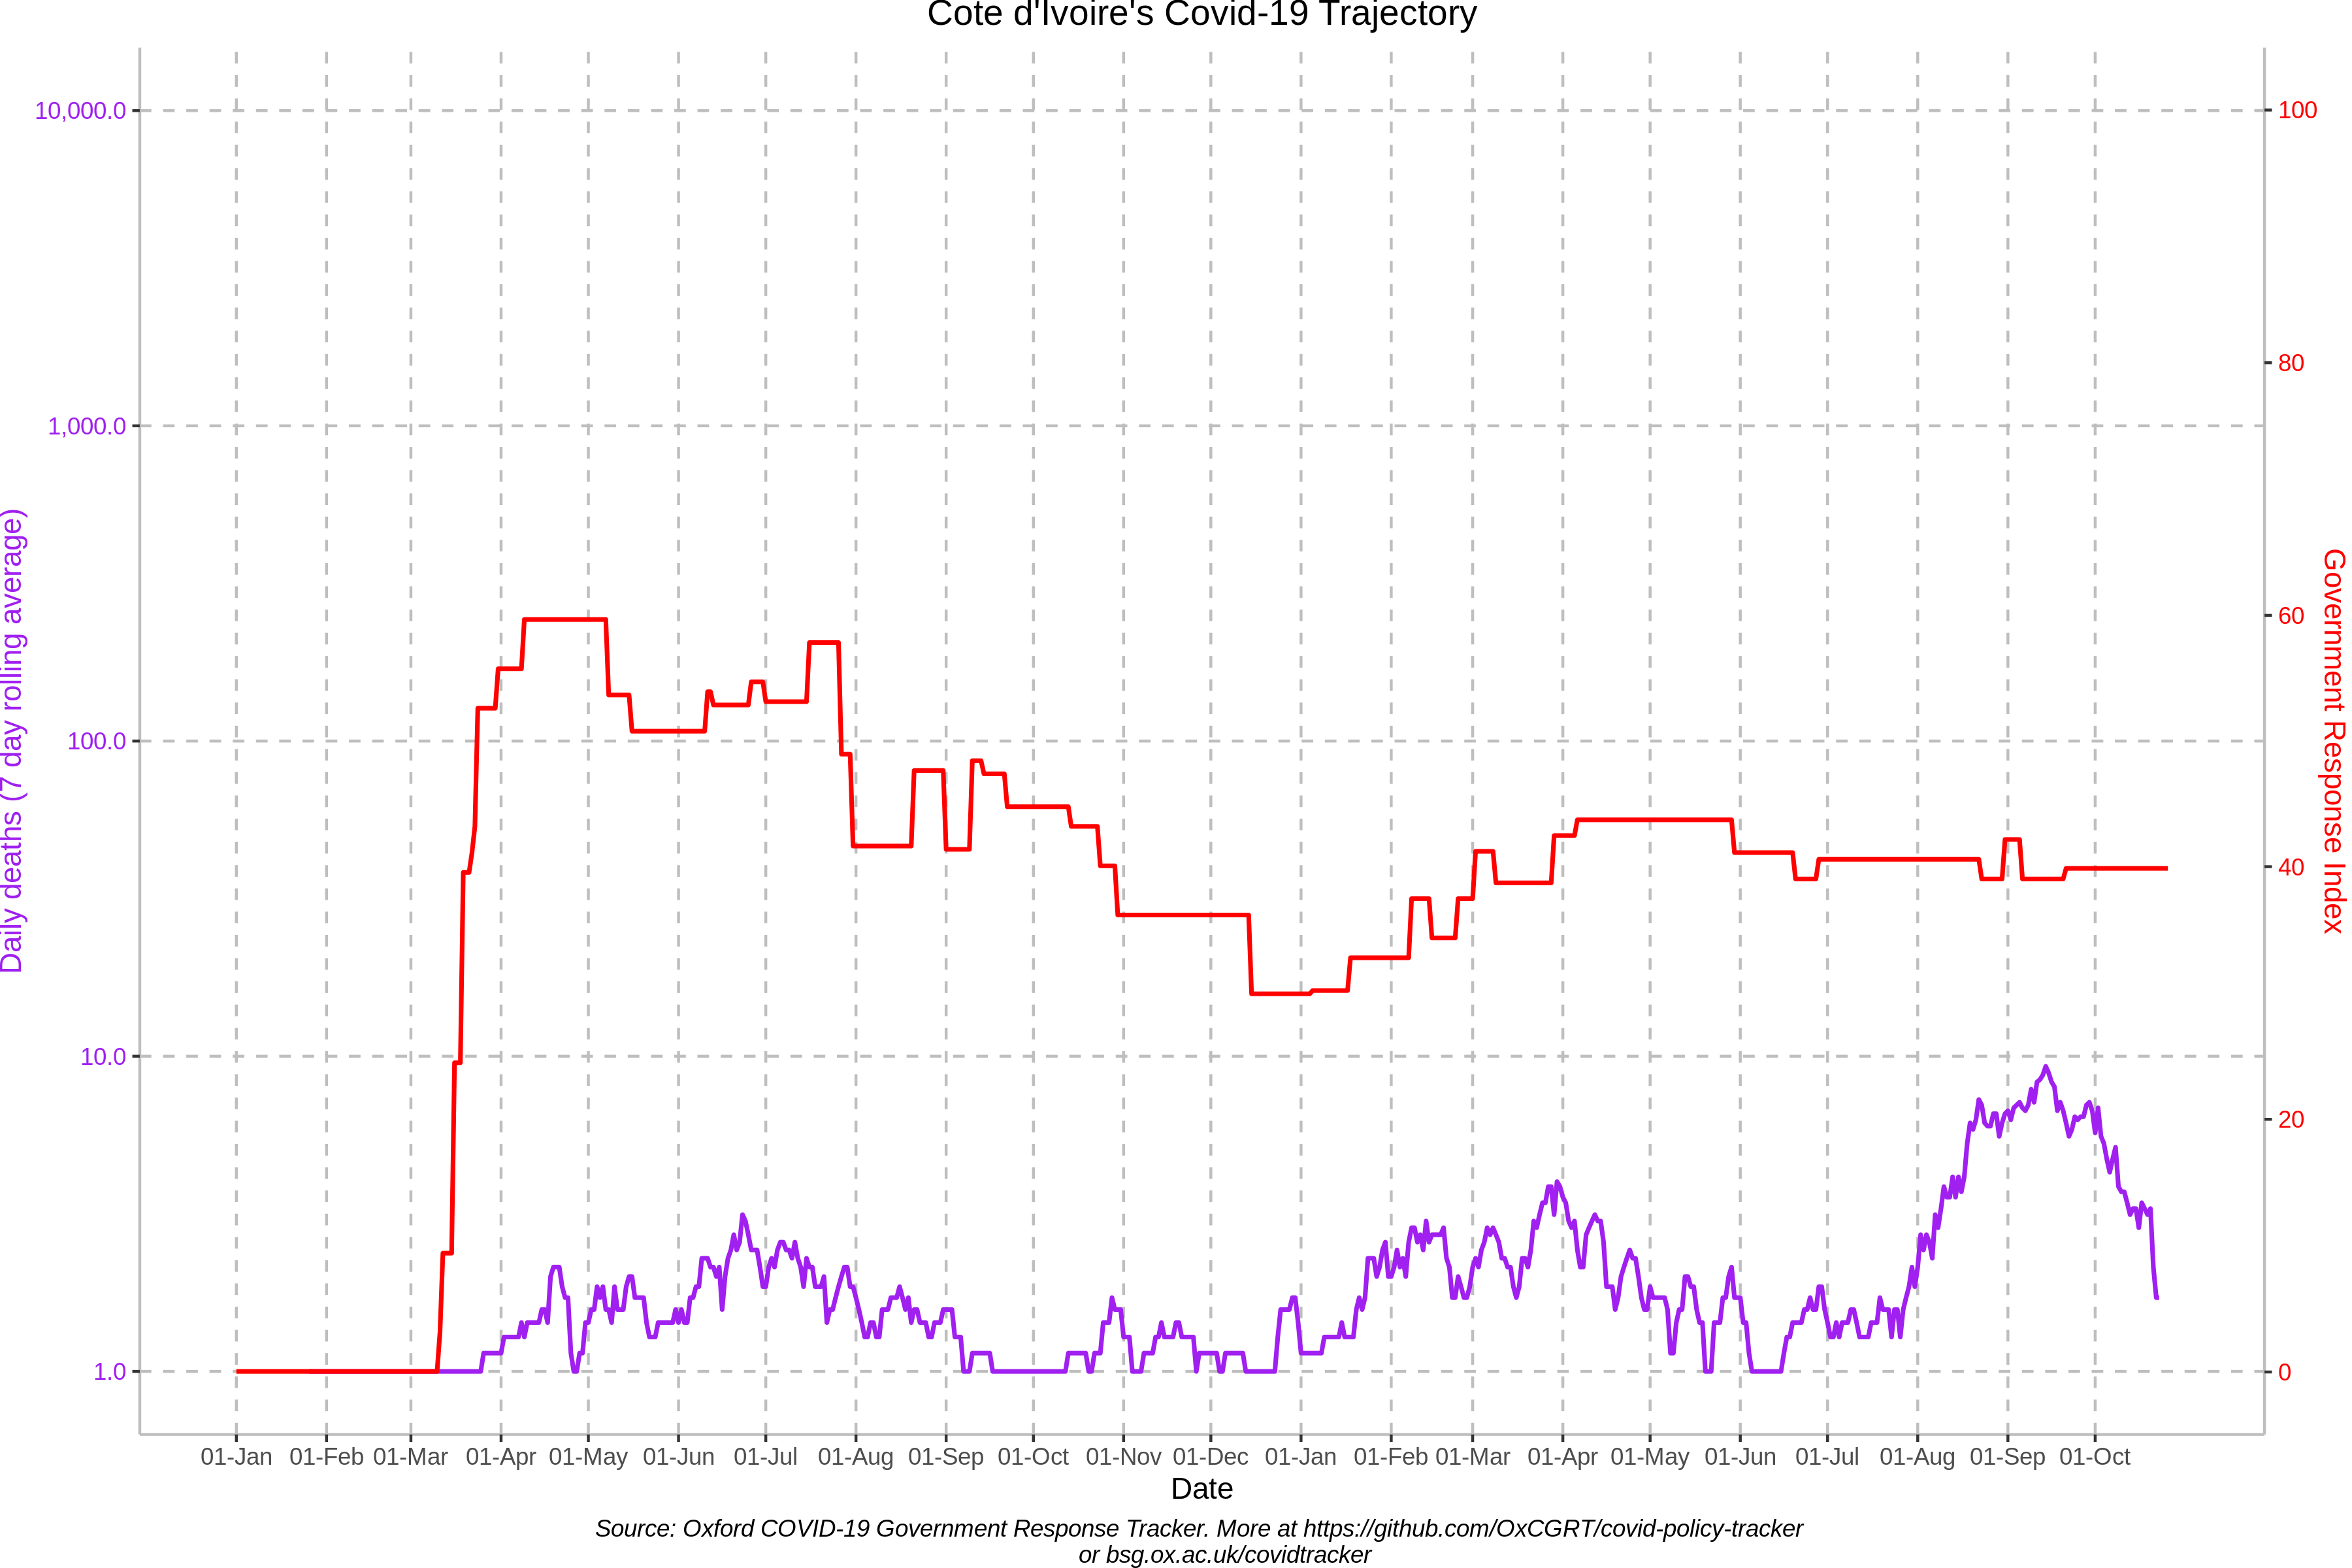 Cote d'Ivoire's Covid-19 Trajectory
10,000.0
1,000.0
100.0
10.0
1.0
Daily deaths (7 day rolling average)
100
80
60
40
20
0
Government Response Index
01-Jan 01-Feb 01-Mar 01-Apr 01-May 01-Jun 01-Jul 01-Aug 01-Sep 01-Oct 01-Nov 01-Dec 01-Jan 01-Feb 01-Mar 01-Apr 01-May 01-Jun 01-Jul 01-Aug 01-Sep 01-Oct
Date
Source: Oxford COVID-19 Government Response Tracker. More at https://github.com/OxCGRT/covid-policy-tracker
or bsg.ox.ac.uk/covidtracker